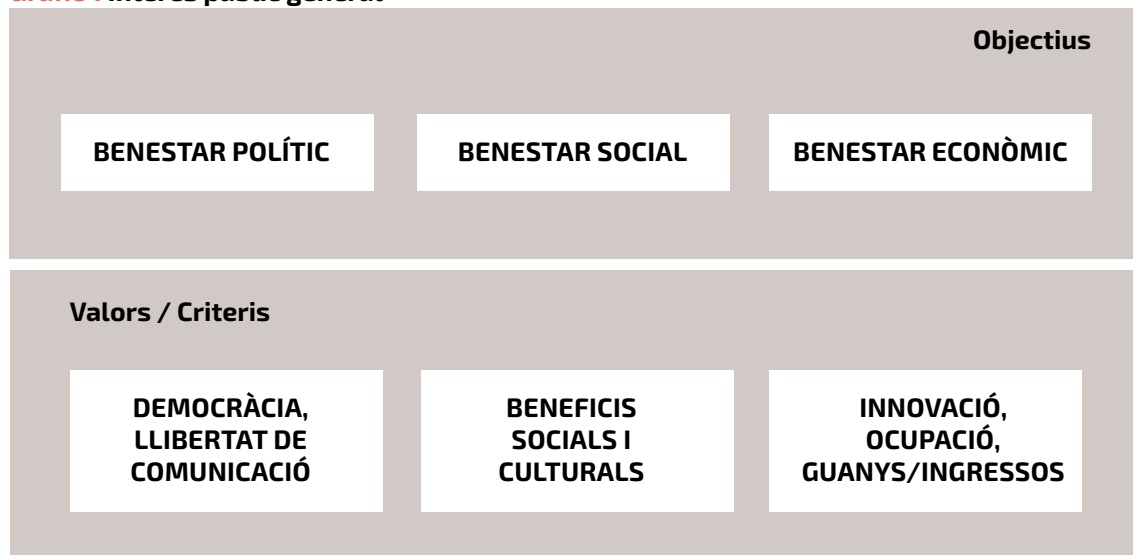 Objectius
BENESTAR POLÍTIC
BENESTAR SOCIAL
BENESTAR ECONÒMIC
Valors / Criteris
DEMOCRÀCIA,
LLIBERTAT DE
COMUNICACIÓ
BENEFICIS
SOCIALS I
CULTURALS
INNOVACIÓ,
OCUPACIÓ,
GUANYS/INGRESSOS